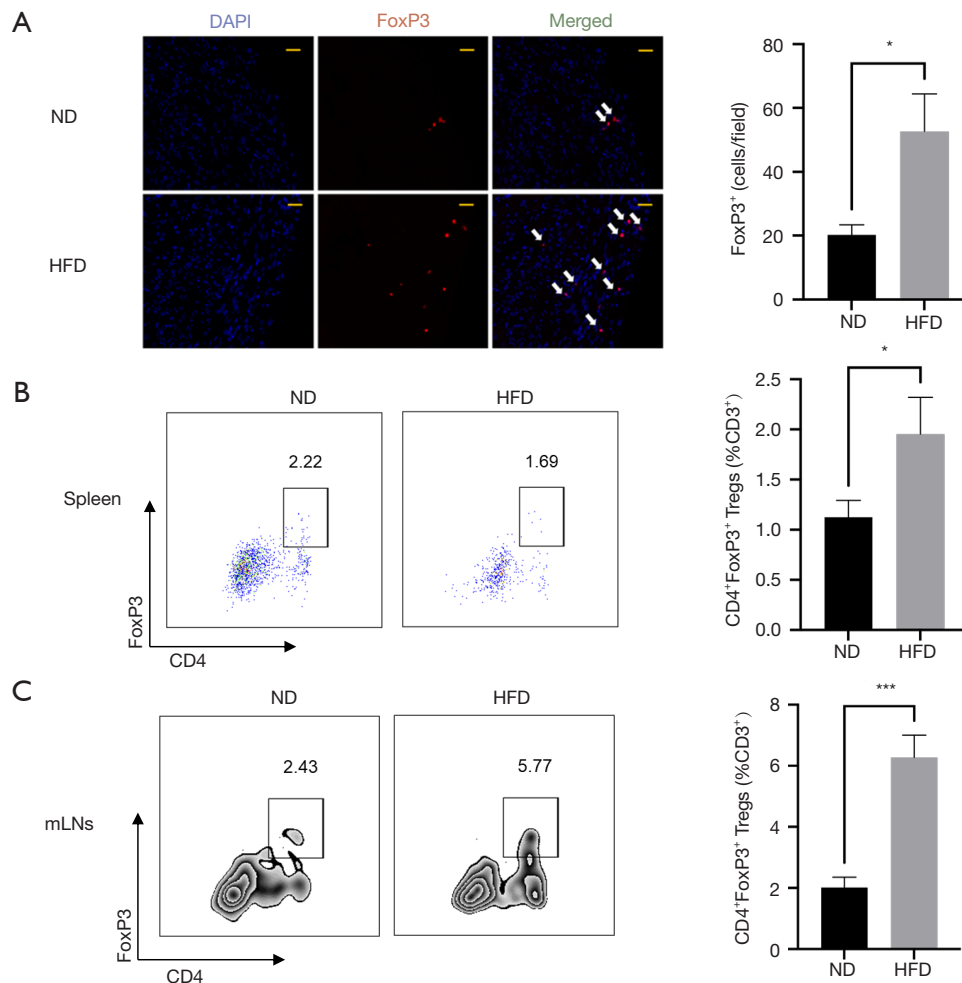 A
DAPI
FoxP3
Merged
ND
HFD
FoxP3⁺ (cells/field)
80
60
40
20
0
*
ND
HFD
B
ND
HFD
Spleen
2.22
1.69
FoxP3
CD4
CD4⁺FoxP3⁺ Tregs (%CD3⁺)
2.5
2.0
1.5
1.0
0.5
0.0
*
ND
HFD
C
ND
HFD
mLNs
2.43
5.77
FoxP3
CD4
CD4⁺FoxP3⁺ Tregs (%CD3⁺)
8
6
4
2
0
***
ND
HFD